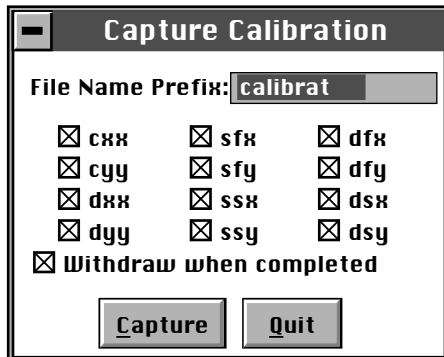 Capture Calibration
File Name Prefix: calibrat
cxx sfx dfx
cyy sfy dfy
dxx ssx dsx
dyy ssy dsy
Withdraw when completed
Capture Quit